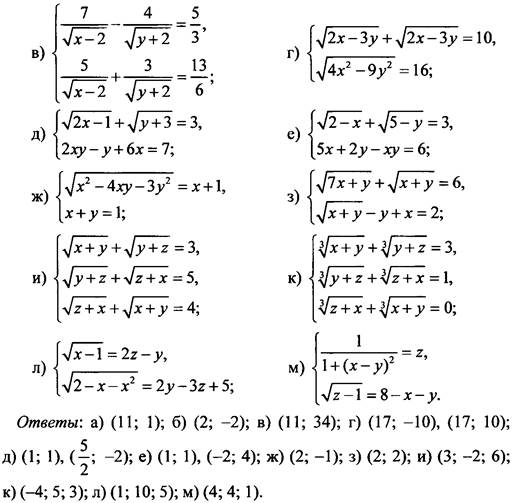 в) { 7/√(x−2) − 4/√(y+2) = 5/3,
5/√(x−2) + 3/√(y+2) = 13/6;
г) { √(2x−3y) + √(2x−3y) = 10,
√(4x²−9y²) = 16;
д) { √(2x−1) + √(y+3) = 3,
2xy−y+6x = 7;
е) { √(2−x) + √(5−y) = 3,
5x+2y−xy = 6;
ж) { √(x²−4xy−3y²) = x+1,
x+y = 1;
з) { √(7x+y) + √(x+y) = 6,
√(x+y) −y+x = 2;
и) { √(x+y) + √(y+z) = 3,
√(y+z) + √(z+x) = 5,
√(z+x) + √(x+y) = 4;
к) { ∛(x+y) + ∛(y+z) = 3,
∛(y+z) + ∛(z+x) = 1,
∛(z+x) + ∛(x+y) = 0;
л) { √(x−1) = 2z−y,
√(2−x−x²) = 2y−3z+5;
м) { 1/(1+(x−y)²) = z,
√(z−1) = 8−x−y.
Ответы: а) (11; 1); б) (2; −2); в) (11; 34); г) (17; −10), (17; 10);
д) (1; 1), (5/2; −2); е) (1; 1), (−2; 4); ж) (2; −1); з) (2; 2); и) (3; −2; 6);
к) (−4; 5; 3); л) (1; 10; 5); м) (4; 4; 1).